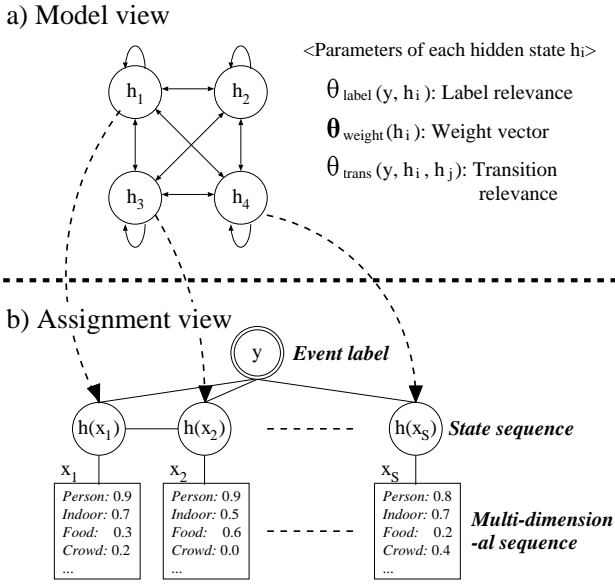 a) Model view
<Parameters of each hidden state hi>
h1
h2
θlabel(y, hi): Label relevance
θweight(hi): Weight vector
θtrans(y, hi, hj): Transition
relevance
h3
h4
b) Assignment view
y
Event label
h(x1)
h(x2)
h(xS)
State sequence
x1
x2
xS
Person: 0.9
Indoor: 0.7
Food: 0.3
Crowd: 0.2
...
Person: 0.9
Indoor: 0.5
Food: 0.6
Crowd: 0.0
...
Person: 0.8
Indoor: 0.7
Food: 0.2
Crowd: 0.4
...
Multi-dimension
-al sequence